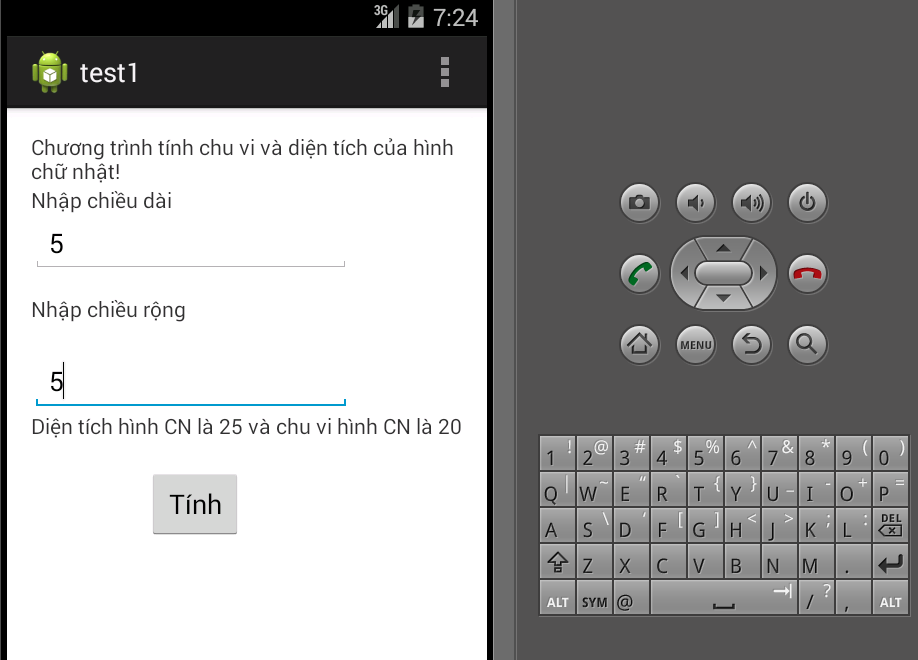 3G 7:24
test1
Chương trình tính chu vi và diện tích của hình
chữ nhật!
Nhập chiều dài
5
Nhập chiều rộng
5
Diện tích hình CN là 25 và chu vi hình CN là 20
Tính
MENU
1 ! 2 @ 3 # 4 $ 5 % 6 ^ 7 & 8 * 9 ( 0 )
Q | W ~ E “ R ` T { Y } U _ I - O + P =
A S \ D ‘ F [ G ] H < J > K ; L : DEL
Z X C V B N M .
ALT SYM @ / ? , ALT